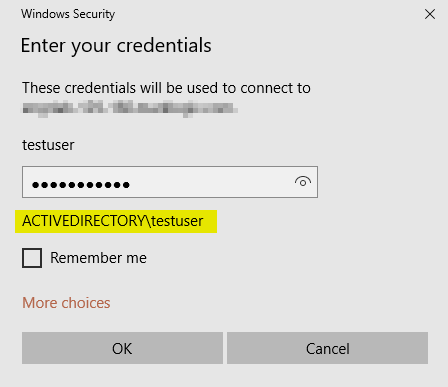 Windows Security
Enter your credentials
These credentials will be used to connect to
testuser
ACTIVEDIRECTORY\testuser
Remember me
More choices
OK
Cancel